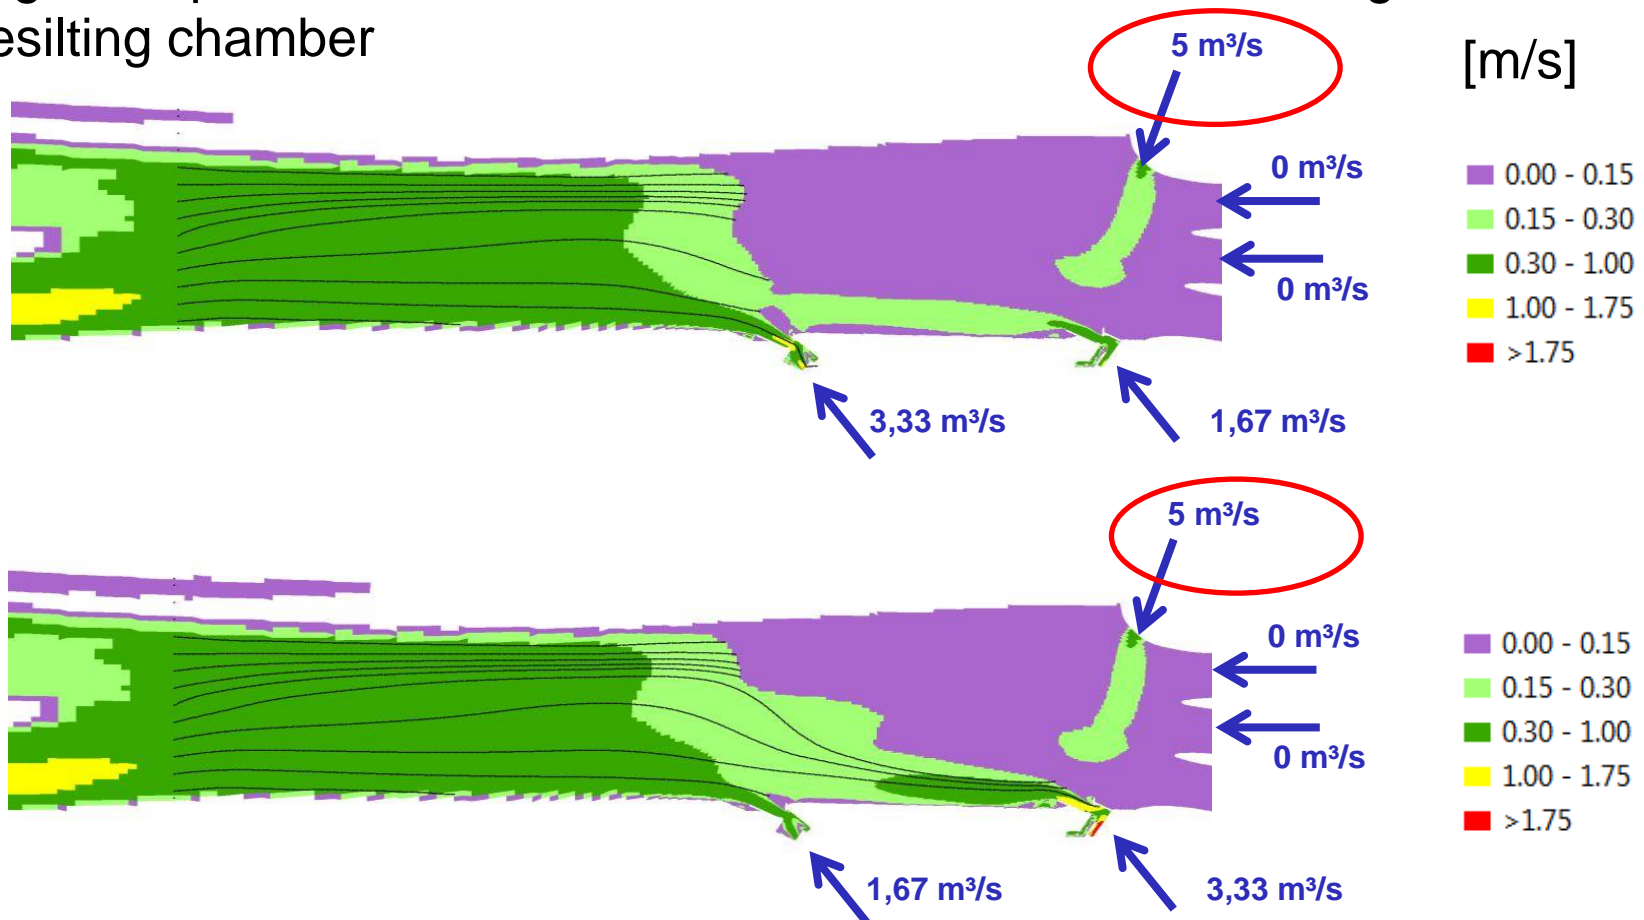 esilting chamber
5 m³/s
[m/s]
0 m³/s
0 m³/s
0.00 - 0.15
0.15 - 0.30
0.30 - 1.00
1.00 - 1.75
>1.75
3,33 m³/s
1,67 m³/s
5 m³/s
0 m³/s
0 m³/s
0.00 - 0.15
0.15 - 0.30
0.30 - 1.00
1.00 - 1.75
>1.75
1,67 m³/s
3,33 m³/s